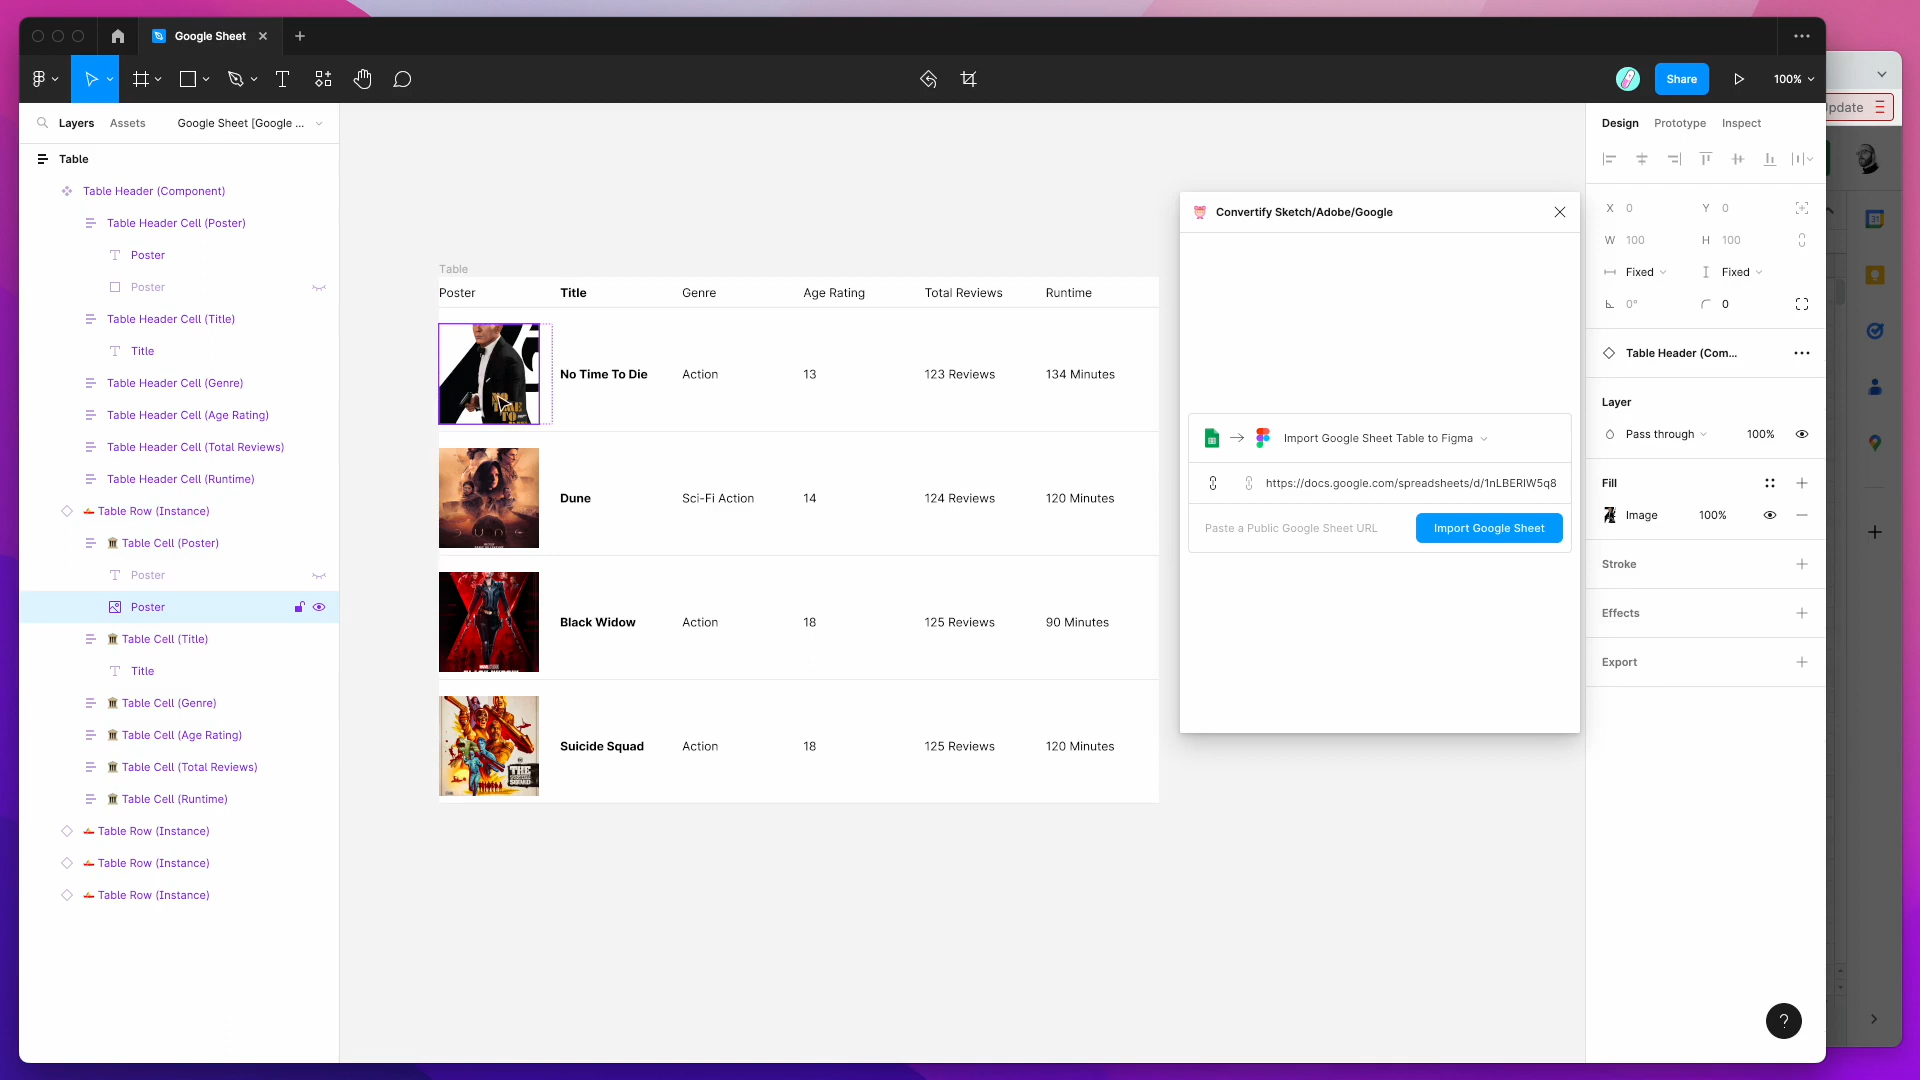 Google Sheet
Share
100%
Update
Layers
Assets
Google Sheet [Google ...
Table
Table Header (Component)
Table Header Cell (Poster)
Poster
Poster
Table Header Cell (Title)
Title
Table Header Cell (Genre)
Table Header Cell (Age Rating)
Table Header Cell (Total Reviews)
Table Header Cell (Runtime)
Table Row (Instance)
Table Cell (Poster)
Poster
Poster
Table Cell (Title)
Title
Table Cell (Genre)
Table Cell (Age Rating)
Table Cell (Total Reviews)
Table Cell (Runtime)
Table Row (Instance)
Table Row (Instance)
Table Row (Instance)
Table
Poster Title Genre Age Rating Total Reviews Runtime
NO TIME TO
No Time To Die Action 13 123 Reviews 134 Minutes
DUNE
Dune Sci-Fi Action 14 124 Reviews 120 Minutes
Black Widow Action 18 125 Reviews 90 Minutes
THE
Suicide Squad Action 18 125 Reviews 120 Minutes
Convertify Sketch/Adobe/Google
Import Google Sheet Table to Figma
https://docs.google.com/spreadsheets/d/1nLBERlW5q8
Paste a Public Google Sheet URL
Import Google Sheet
Design
Prototype
Inspect
X 0 Y 0
W 100 H 100
Fixed Fixed
0° 0
Table Header (Com...
Layer
Pass through 100%
Fill
Image 100%
Stroke
Effects
Export
31
?